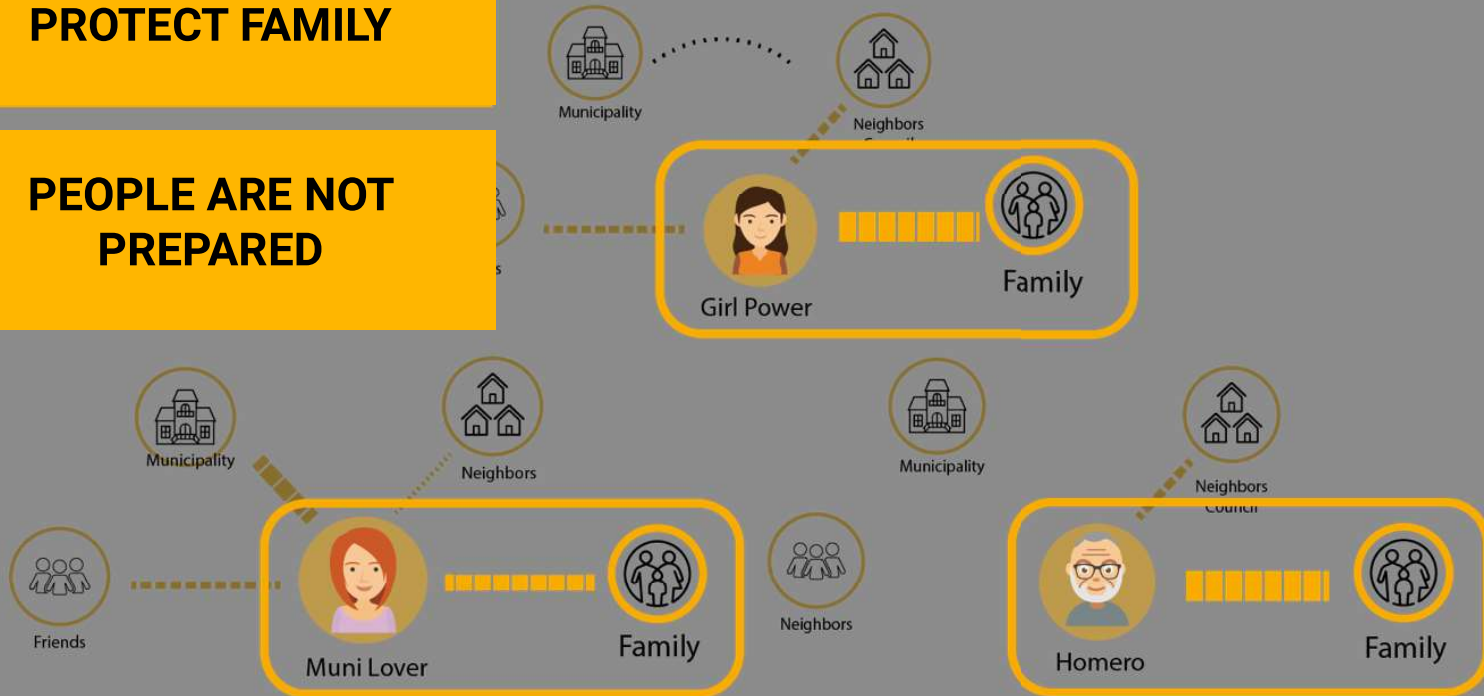 PROTECT FAMILY
PEOPLE ARE NOT
PREPARED
Municipality
Neighbors
Girl Power
Family
Municipality
Neighbors
Friends
Muni Lover
Family
Municipality
Neighbors
Council
Neighbors
Homero
Family